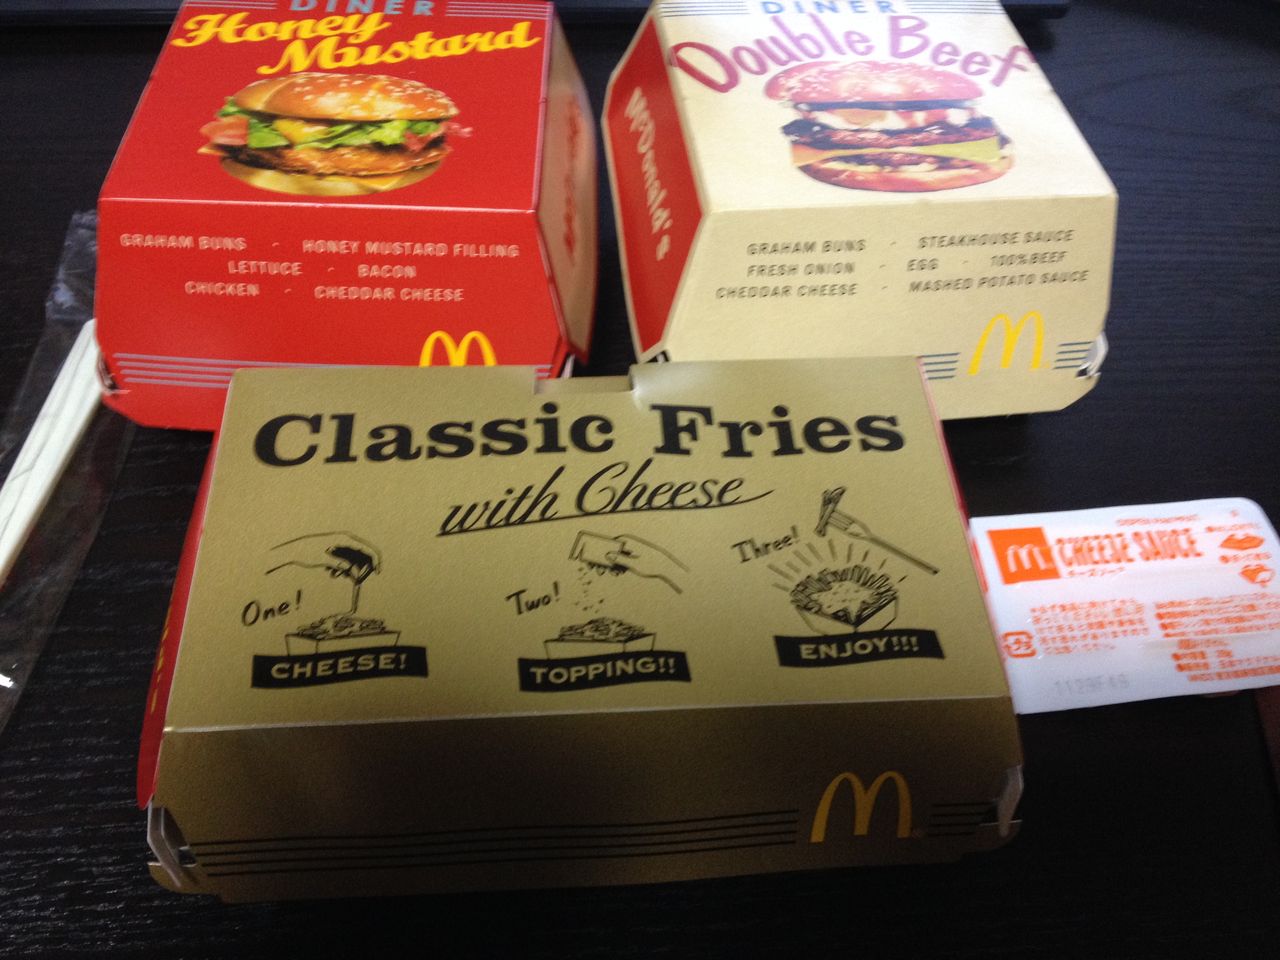 DINER
Honey
Mustard
GRAHAM BUNS - HONEY MUSTARD FILLING
LETTUCE - BACON
CHICKEN - CHEDDAR CHEESE
DINER
Double Beef
McDonald's
GRAHAM BUNS - STEAKHOUSE SAUCE
FRESH ONION - EGG - 100%BEEF
CHEDDAR CHEESE - MASHED POTATO SAUCE
Classic Fries
with Cheese
One!
CHEESE!
Two!
TOPPING!!
Three!
ENJOY!!!
CHEESE SAUCE
チーズソース
1129F49